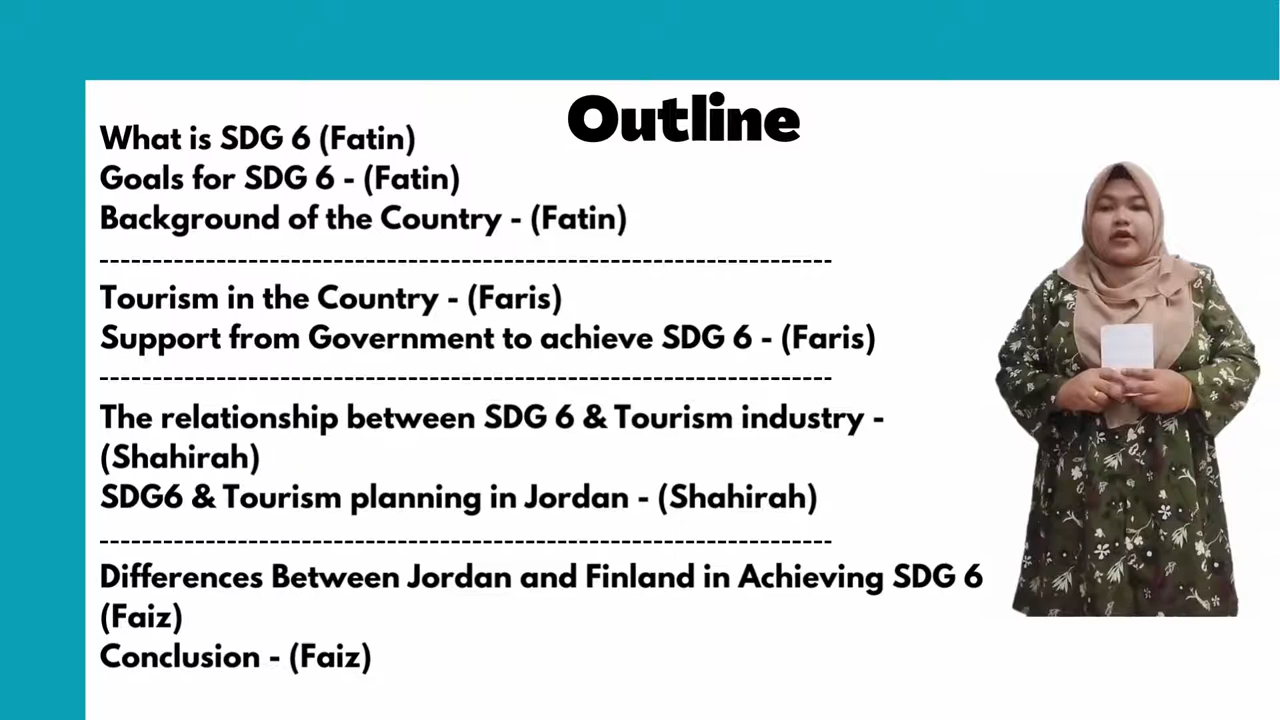 Outline
What is SDG 6 (Fatin)
Goals for SDG 6 - (Fatin)
Background of the Country - (Fatin)
----------------------------------------------------------------------
Tourism in the Country - (Faris)
Support from Government to achieve SDG 6 - (Faris)
----------------------------------------------------------------------
The relationship between SDG 6 & Tourism industry -
(Shahirah)
SDG6 & Tourism planning in Jordan - (Shahirah)
----------------------------------------------------------------------
Differences Between Jordan and Finland in Achieving SDG 6
(Faiz)
Conclusion - (Faiz)